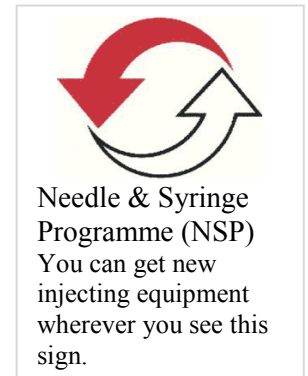 Needle & Syringe
Programme (NSP)
You can get new
injecting equipment
wherever you see this
sign.